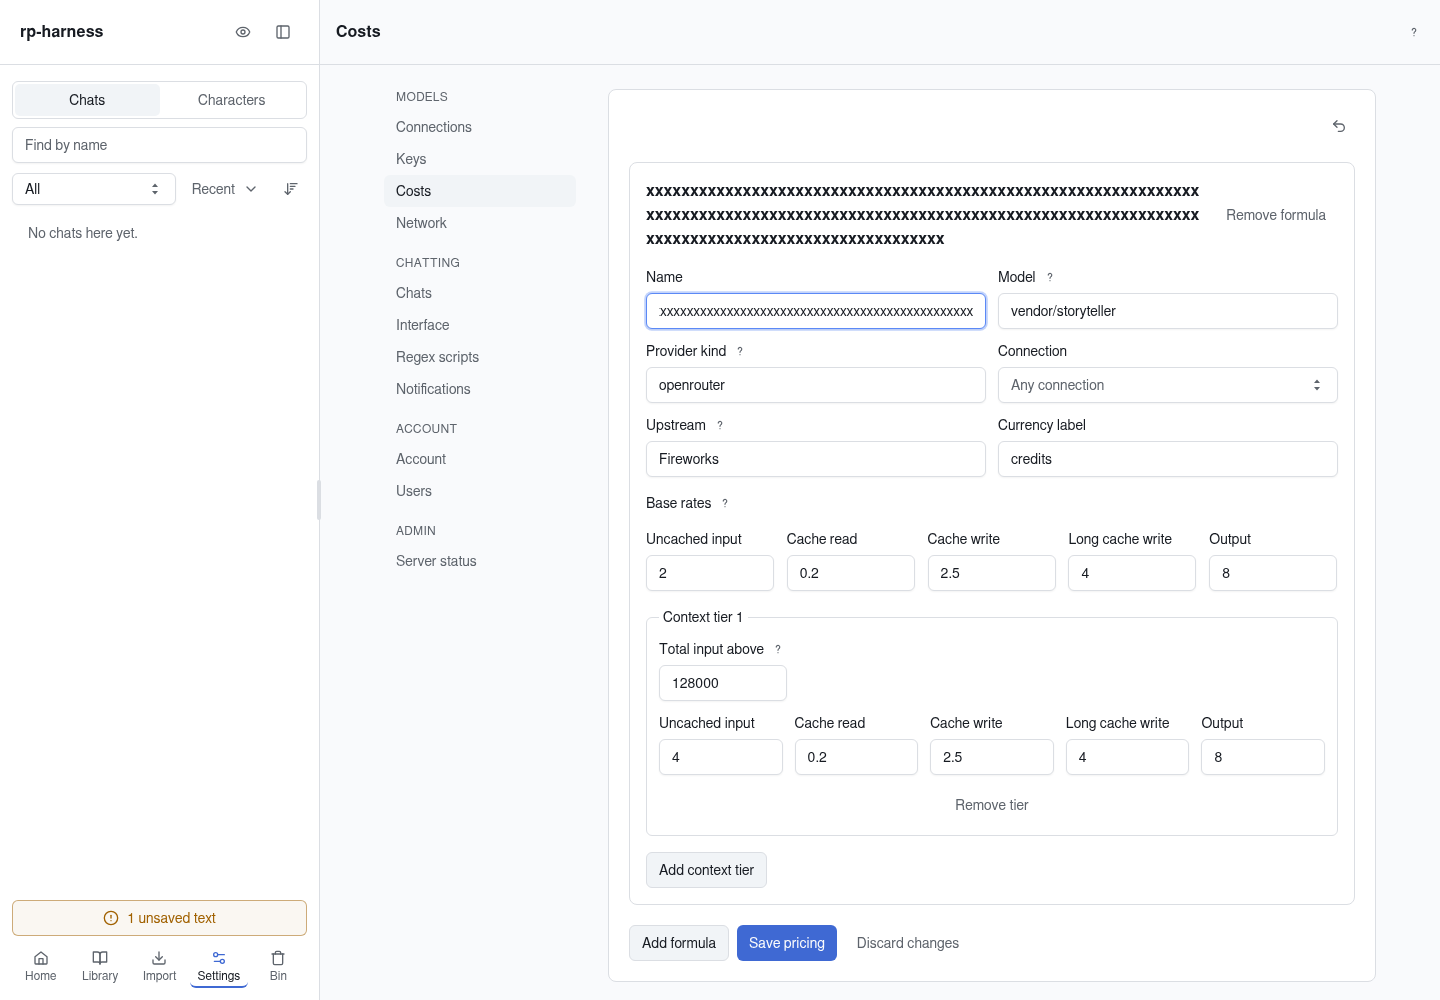 rp-harness
Costs
?
Chats
Characters
Find by name
All
Recent
No chats here yet.
1 unsaved text
Home
Library
Import
Settings
Bin
MODELS
Connections
Keys
Costs
Network
CHATTING
Chats
Interface
Regex scripts
Notifications
ACCOUNT
Account
Users
ADMIN
Server status
xxxxxxxxxxxxxxxxxxxxxxxxxxxxxxxxxxxxxxxxxxxxxxxxxxxxxxxxxxxxxxx
xxxxxxxxxxxxxxxxxxxxxxxxxxxxxxxxxxxxxxxxxxxxxxxxxxxxxxxxxxxxxxx
xxxxxxxxxxxxxxxxxxxxxxxxxxxxxxxxxx
Remove formula
Name
xxxxxxxxxxxxxxxxxxxxxxxxxxxxxxxxxxxxxxxxxxxxxxx
Model ?
vendor/storyteller
Provider kind ?
openrouter
Connection
Any connection
Upstream ?
Fireworks
Currency label
credits
Base rates ?
Uncached input Cache read Cache write Long cache write Output
2 0.2 2.5 4 8
Context tier 1
Total input above ?
128000
Uncached input Cache read Cache write Long cache write Output
4 0.2 2.5 4 8
Remove tier
Add context tier
Add formula Save pricing Discard changes